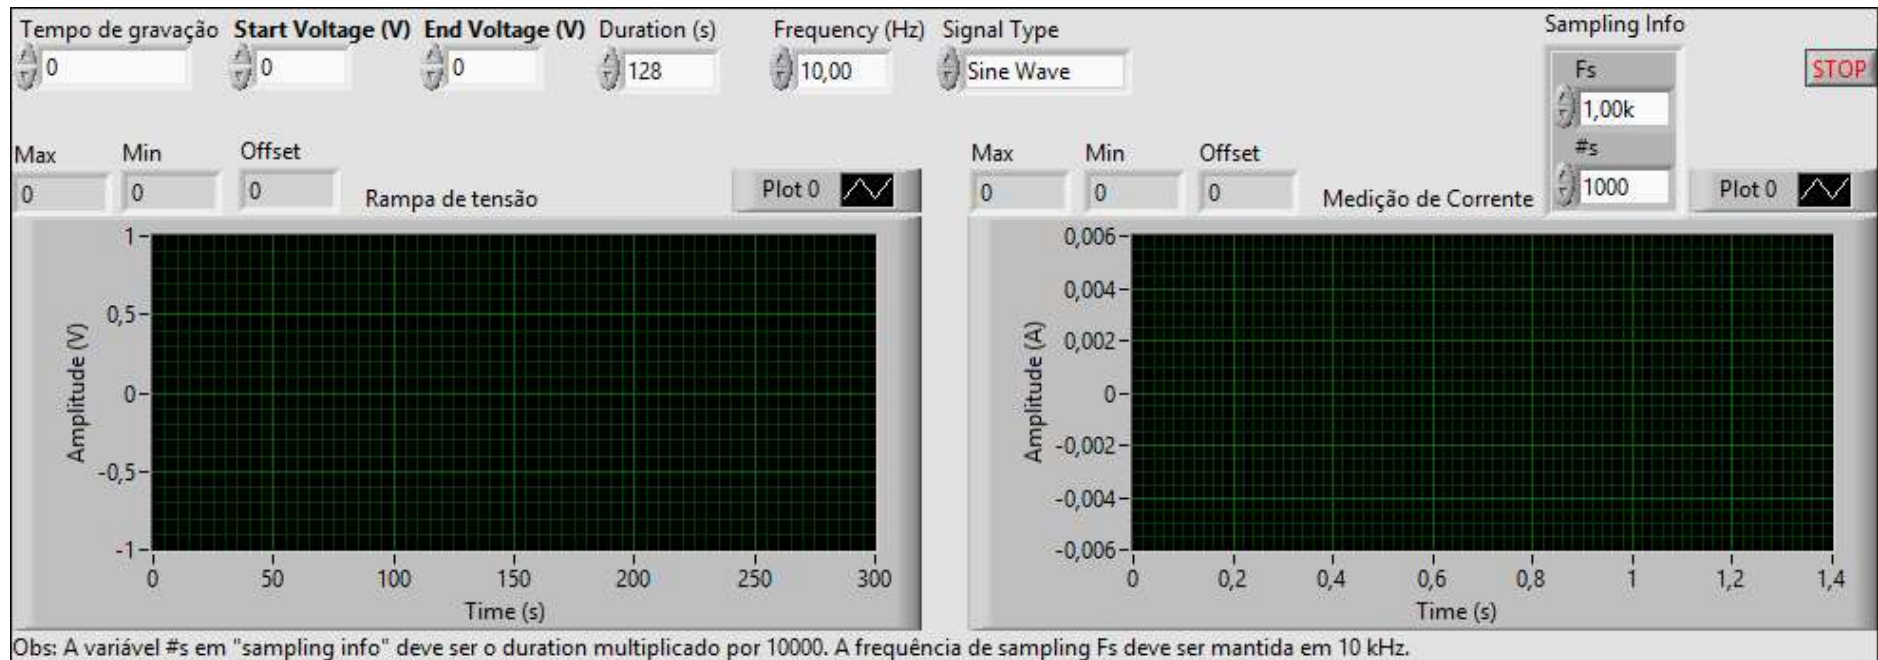 Tempo de gravação Start Voltage (V) End Voltage (V) Duration (s) Frequency (Hz) Signal Type Sampling Info
0 0 0 128 10,00 Sine Wave Fs STOP
1,00k
Max Min Offset Max Min Offset #s
0 0 0 Rampa de tensão Plot 0 0 0 0 Medição de Corrente 1000 Plot 0
1
0,5
0
-0,5
-1
Amplitude (V)
0 50 100 150 200 250 300
Time (s)
0,006
0,004
0,002
0
-0,002
-0,004
-0,006
Amplitude (A)
0 0,2 0,4 0,6 0,8 1 1,2 1,4
Time (s)
Obs: A variável #s em "sampling info" deve ser o duration multiplicado por 10000. A frequência de sampling Fs deve ser mantida em 10 kHz.